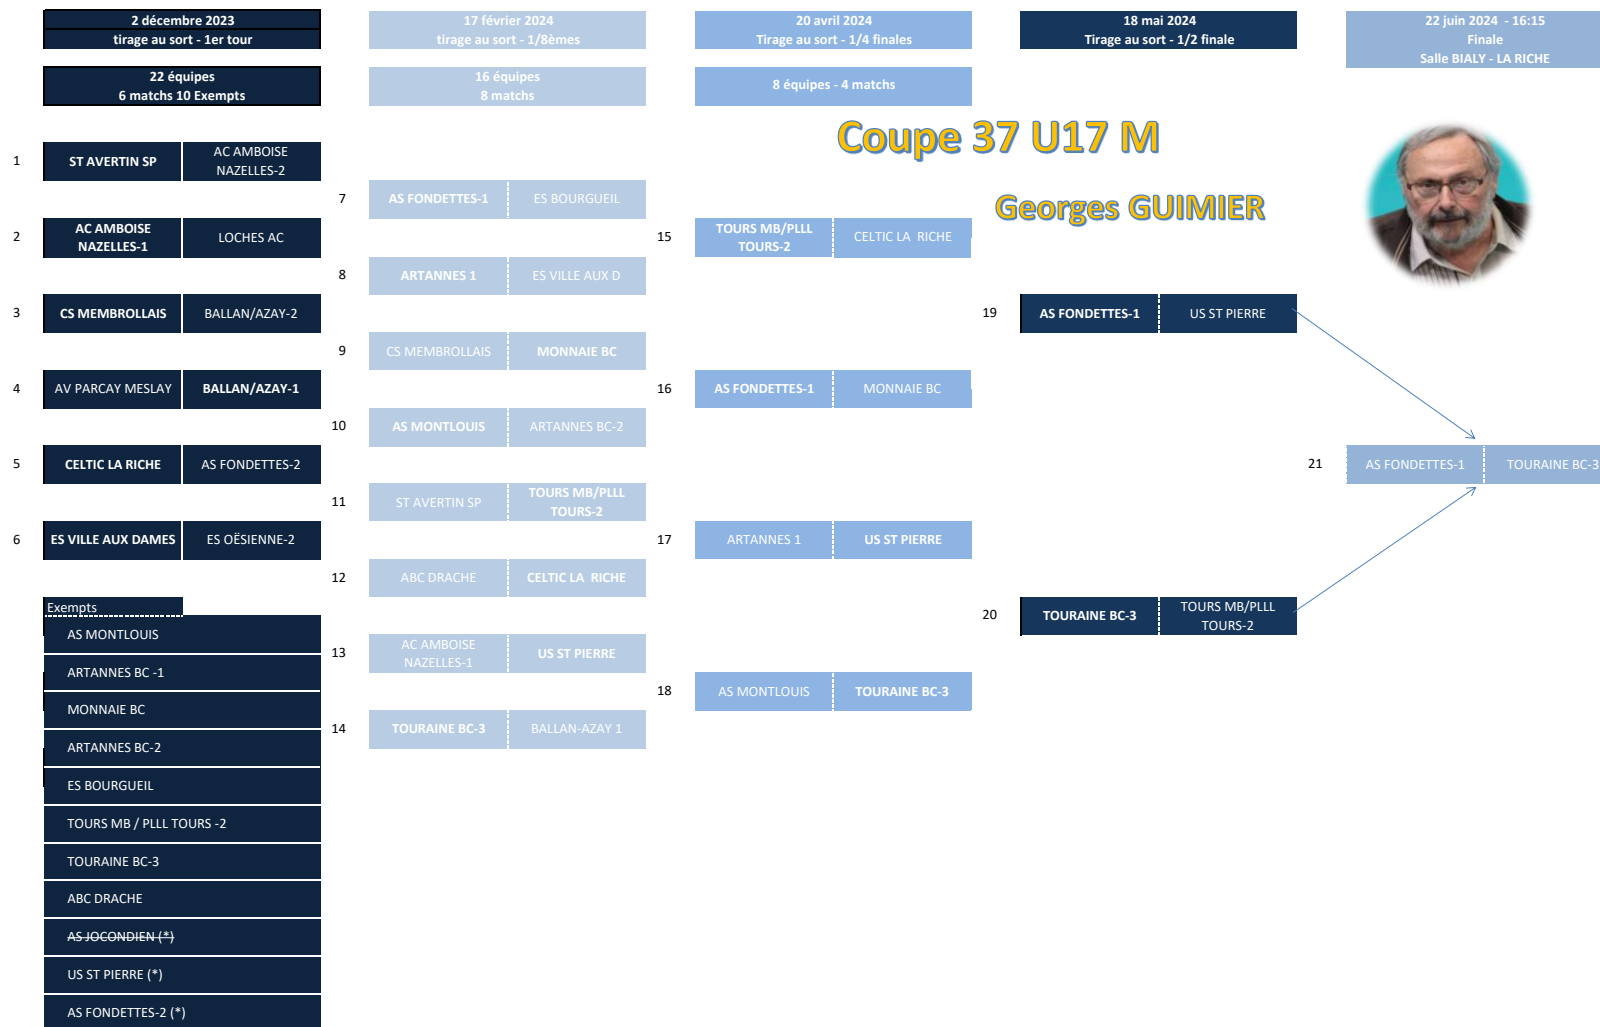 2 décembre 2023
tirage au sort - 1er tour
17 février 2024
tirage au sort - 1/8èmes
20 avril 2024
Tirage au sort - 1/4 finales
18 mai 2024
Tirage au sort - 1/2 finale
22 juin 2024 - 16:15
Finale
Salle BIALY - LA RICHE
22 équipes
6 matchs 10 Exempts
16 équipes
8 matchs
8 équipes - 4 matchs
Coupe 37 U17 M
Georges GUIMIER
1
ST AVERTIN SP
AC AMBOISE
NAZELLES-2
2
AC AMBOISE
NAZELLES-1
LOCHES AC
3
CS MEMBROLLAIS
BALLAN/AZAY-2
4
AV PARCAY MESLAY
BALLAN/AZAY-1
5
CELTIC LA RICHE
AS FONDETTES-2
6
ES VILLE AUX DAMES
ES OËSIENNE-2
Exempts
AS MONTLOUIS
ARTANNES BC -1
MONNAIE BC
ARTANNES BC-2
ES BOURGUEIL
TOURS MB / PLLL TOURS -2
TOURAINE BC-3
ABC DRACHE
AS JOCONDIEN (*)
US ST PIERRE (*)
AS FONDETTES-2 (*)
7
AS FONDETTES-1
ES BOURGUEIL
8
ARTANNES 1
ES VILLE AUX D
9
CS MEMBROLLAIS
MONNAIE BC
10
AS MONTLOUIS
ARTANNES BC-2
11
ST AVERTIN SP
TOURS MB/PLLL
TOURS-2
12
ABC DRACHE
CELTIC LA RICHE
13
AC AMBOISE
NAZELLES-1
US ST PIERRE
14
TOURAINE BC-3
BALLAN-AZAY 1
15
TOURS MB/PLLL
TOURS-2
CELTIC LA RICHE
16
AS FONDETTES-1
MONNAIE BC
17
ARTANNES 1
US ST PIERRE
18
AS MONTLOUIS
TOURAINE BC-3
19
AS FONDETTES-1
US ST PIERRE
20
TOURAINE BC-3
TOURS MB/PLLL
TOURS-2
21
AS FONDETTES-1
TOURAINE BC-3